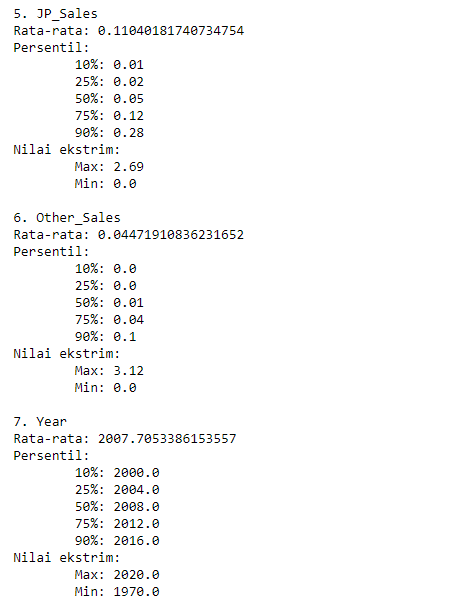 5. JP_Sales
Rata-rata: 0.11040181740734754
Persentil:
10%: 0.01
25%: 0.02
50%: 0.05
75%: 0.12
90%: 0.28
Nilai ekstrim:
Max: 2.69
Min: 0.0
6. Other_Sales
Rata-rata: 0.04471910836231652
Persentil:
10%: 0.0
25%: 0.0
50%: 0.01
75%: 0.04
90%: 0.1
Nilai ekstrim:
Max: 3.12
Min: 0.0
7. Year
Rata-rata: 2007.7053386153557
Persentil:
10%: 2000.0
25%: 2004.0
50%: 2008.0
75%: 2012.0
90%: 2016.0
Nilai ekstrim:
Max: 2020.0
Min: 1970.0